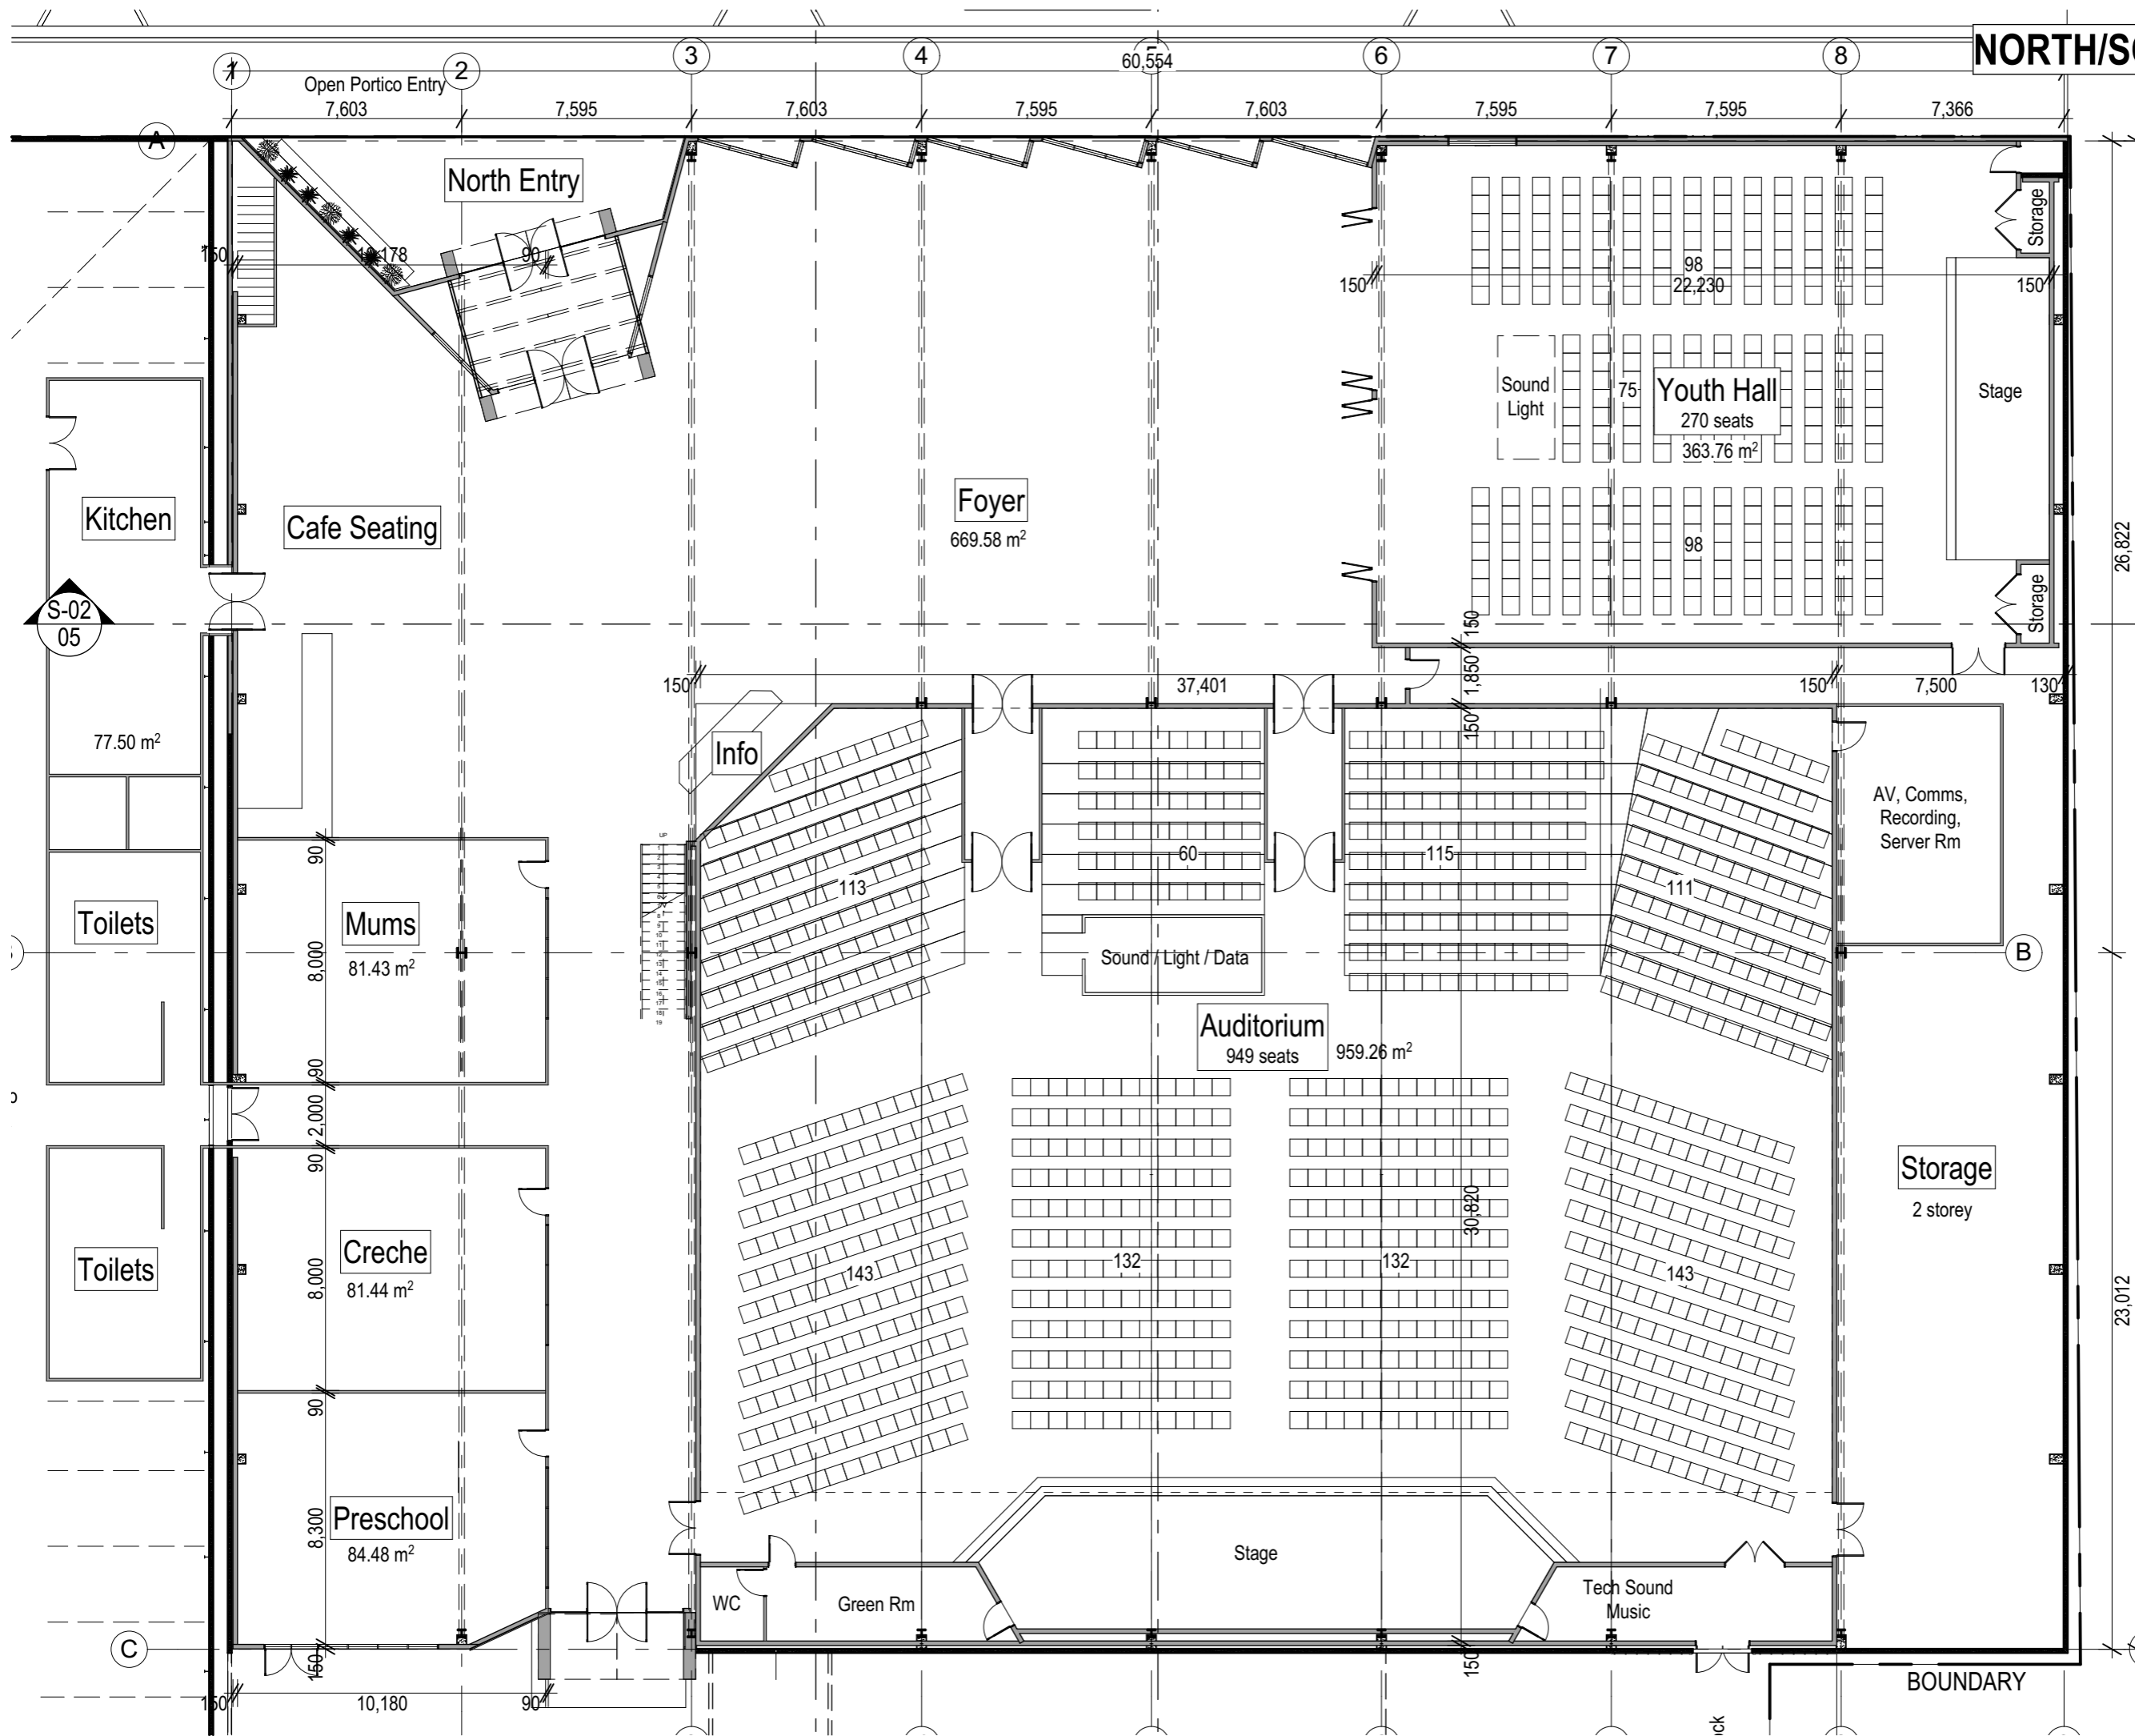 NORTH/SO
1
2
3
4
5
6
7
8
60,554
Open Portico Entry
7,603
7,595
7,603
7,595
7,603
7,595
7,595
7,366
A
North Entry
150
90
98
22,230
150
150
Storage
Sound
Light
75
Youth Hall
270 seats
363.76 m²
Stage
Kitchen
Cafe Seating
Foyer
669.58 m²
98
26,822
S-02
05
Storage
150
1,850
150
150
37,401
150
7,500
130
77.50 m²
Info
UP
AV, Comms,
Recording,
Server Rm
90
60
115
113
111
Toilets
Mums
81.43 m²
8,000
Sound / Light / Data
B
Auditorium
949 seats
959.26 m²
90
2,000
90
Storage
2 storey
30,820
Creche
81.44 m²
8,000
Toilets
143
132
132
143
23,012
90
Preschool
84.48 m²
8,300
Stage
WC
Green Rm
Tech Sound
Music
C
150
150
150
10,180
90
BOUNDARY
ock